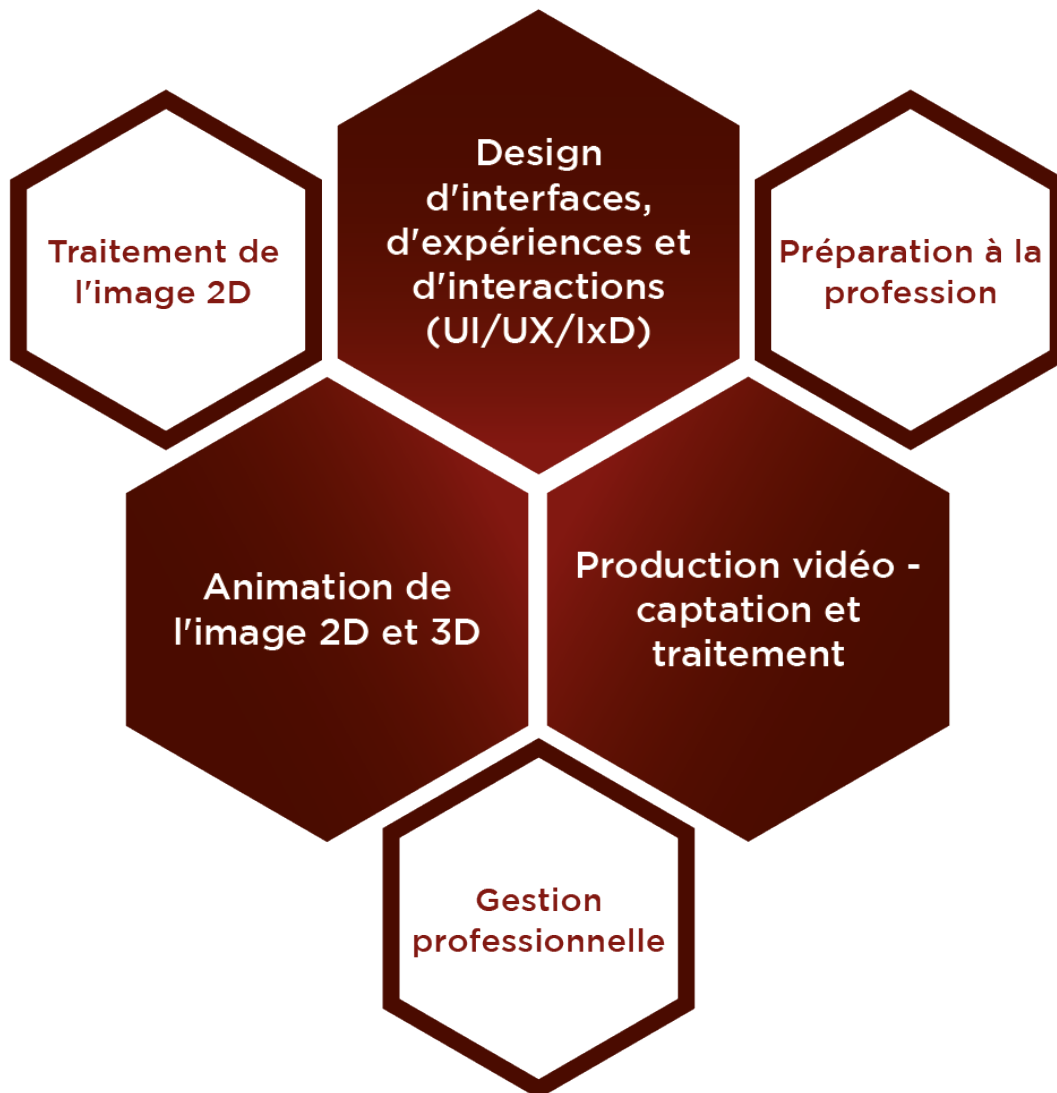 Design
d'interfaces,
d'expériences et
d'interactions
(UI/UX/IxD)
Traitement de
l'image 2D
Préparation à la
profession
Animation de
l'image 2D et 3D
Production vidéo -
captation et
traitement
Gestion
professionnelle